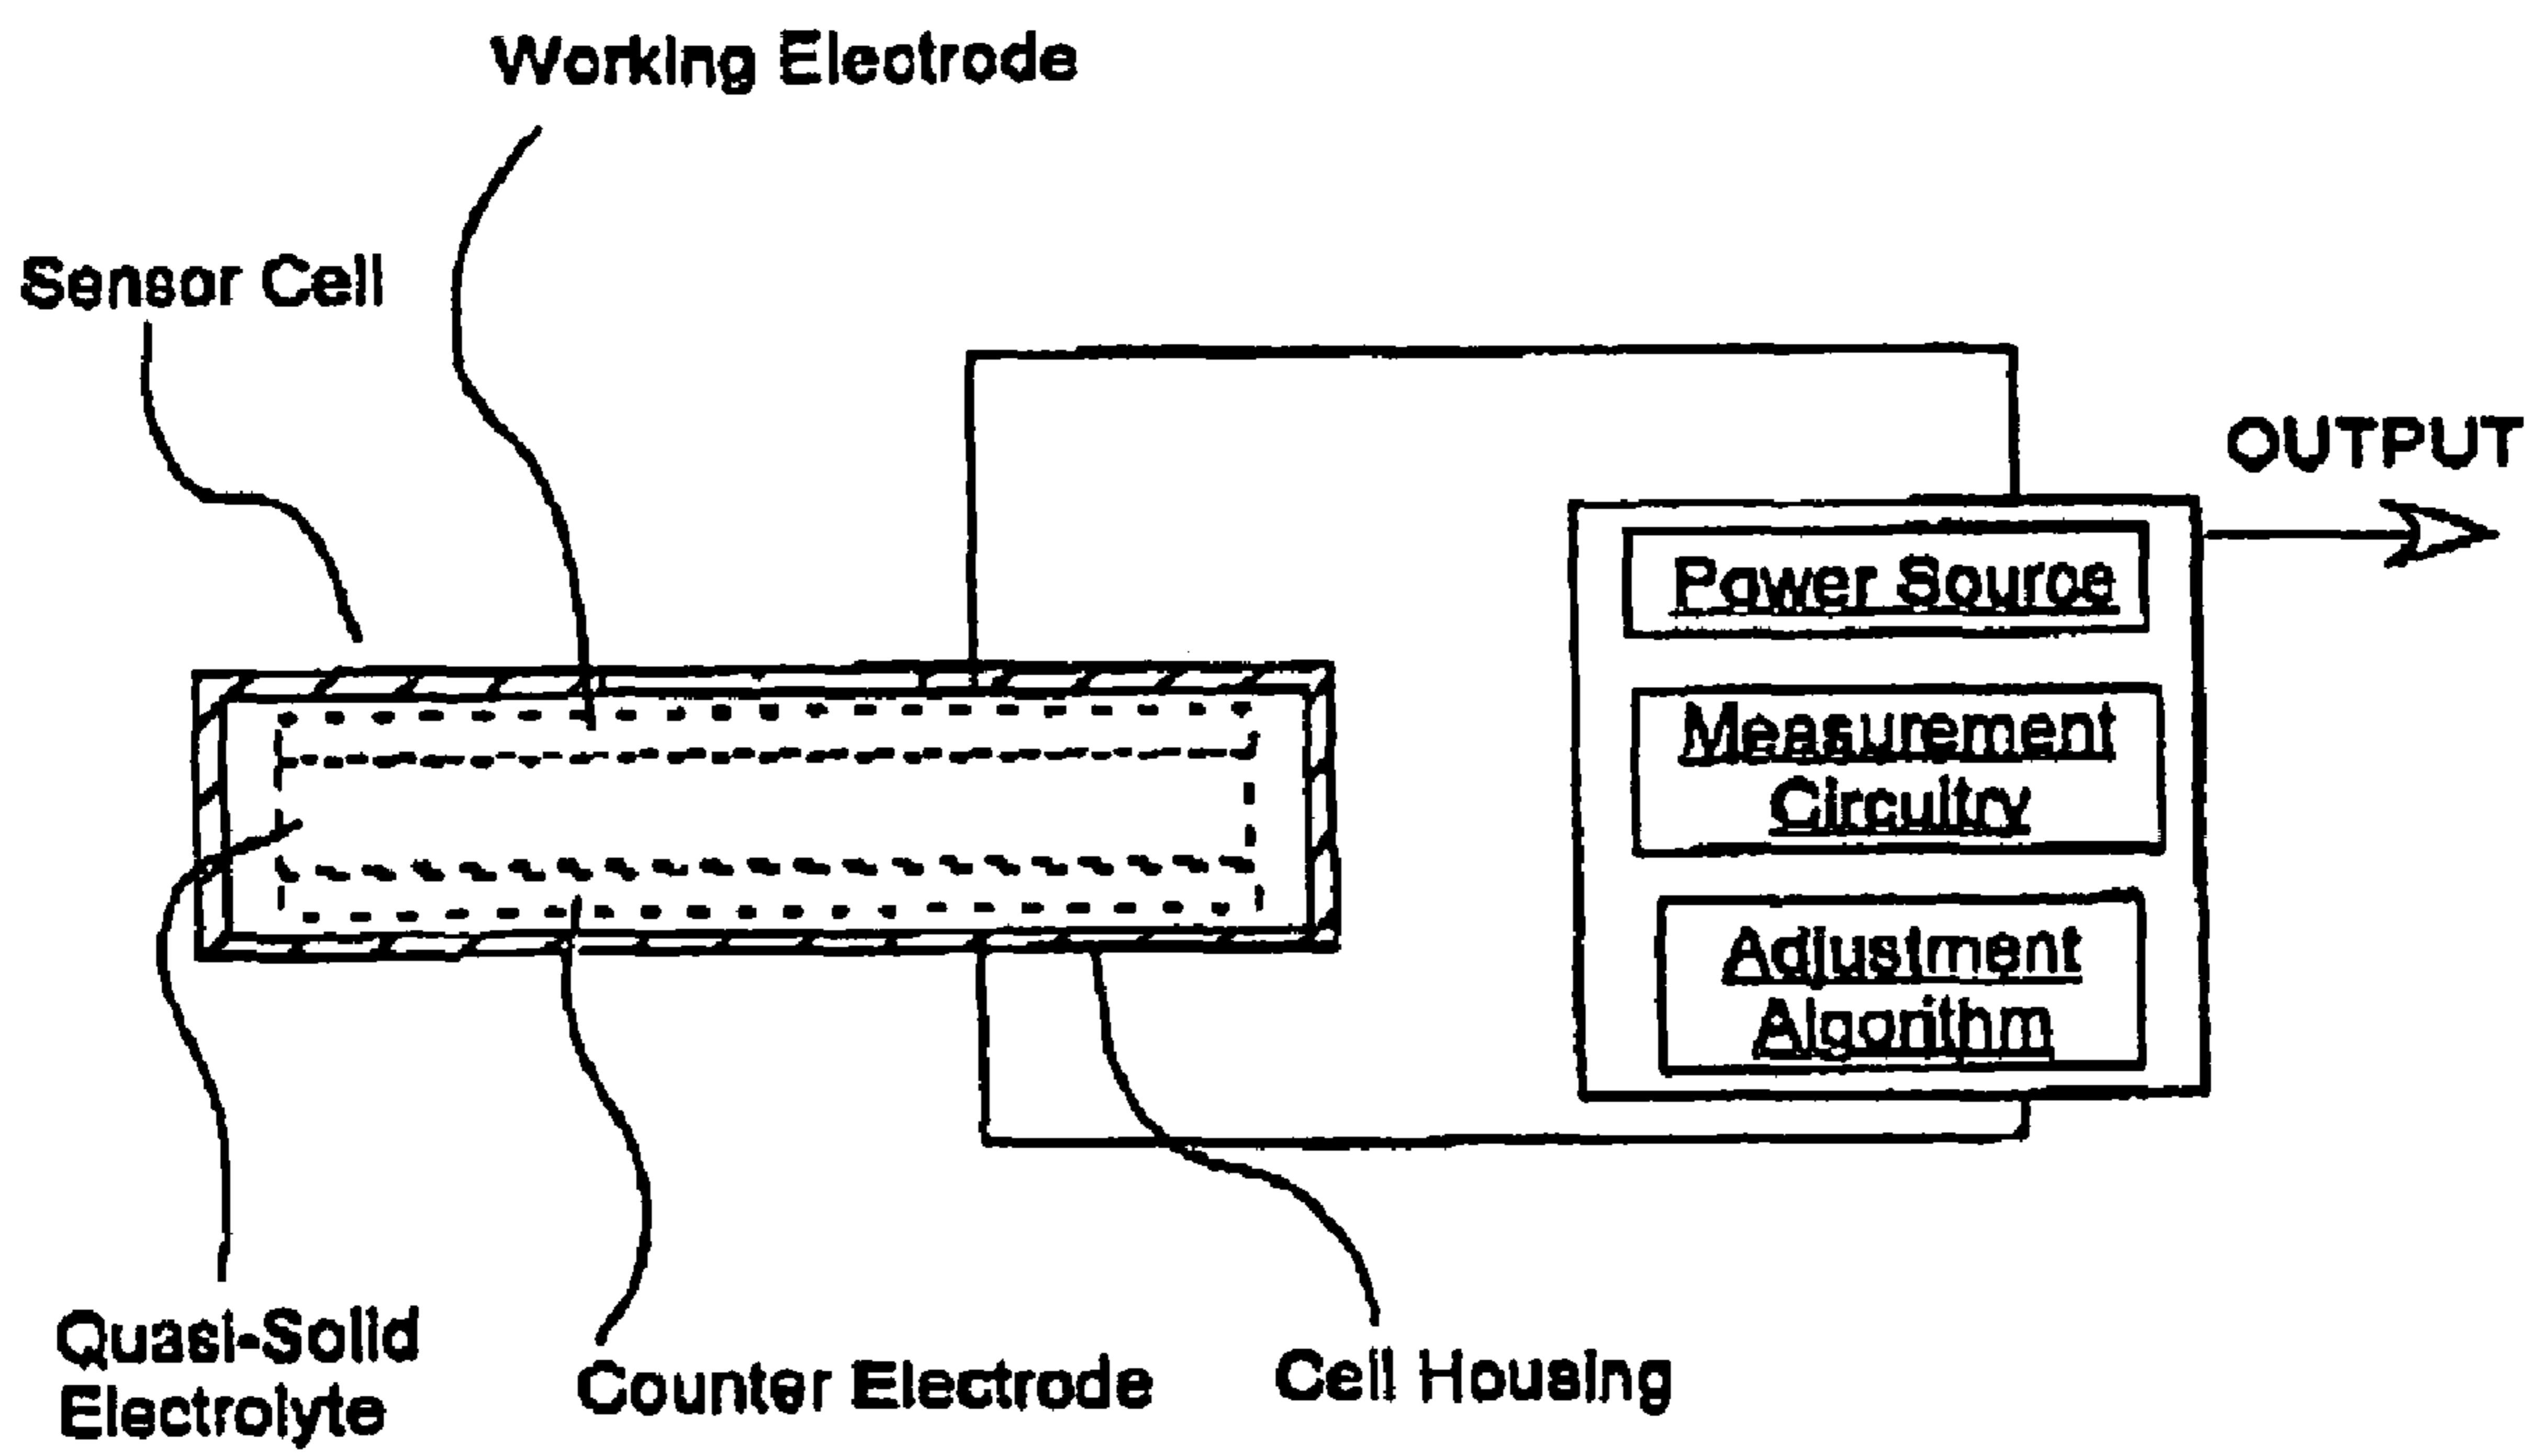 Working Electrode
Sensor Cell
OUTPUT
Power Source
Measurement
Circuitry
Adjustment
Algorithm
Quasi-Solid
Electrolyte
Counter Electrode
Cell Housing